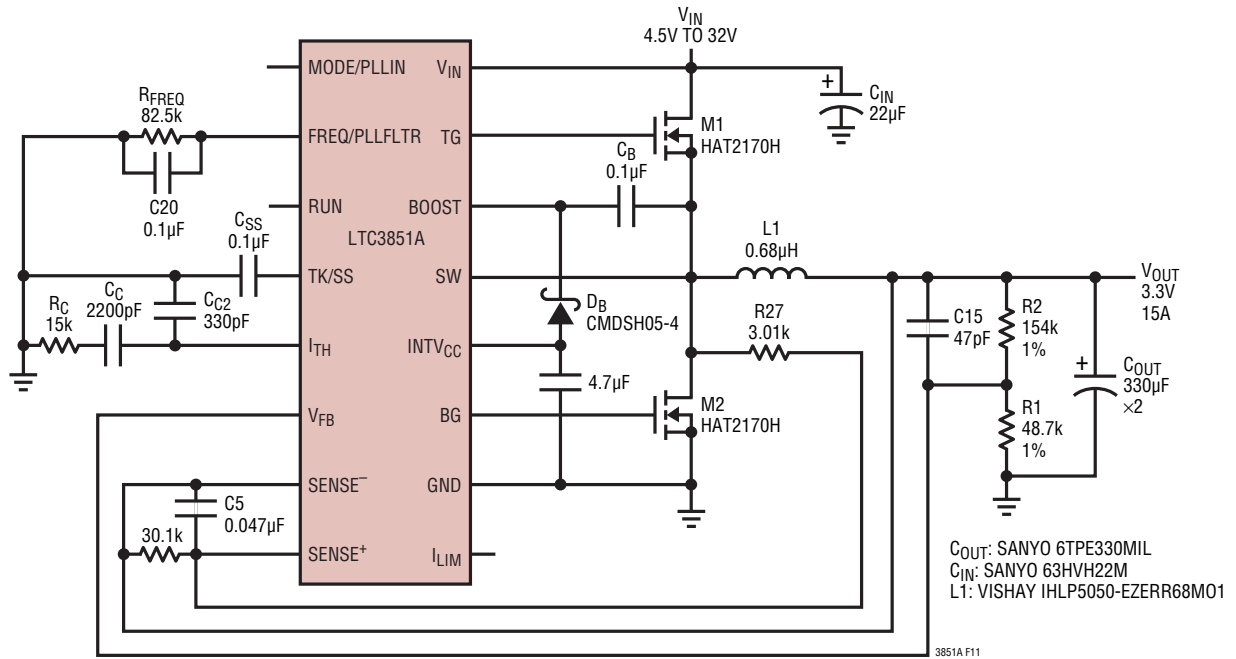 V_IN
4.5V TO 32V
MODE/PLLIN
V_IN
+
C_IN
22µF
R_FREQ
82.5k
FREQ/PLLFLTR
TG
M1
HAT2170H
C20
0.1µF
C_B
0.1µF
RUN
BOOST
LTC3851A
C_SS
0.1µF
TK/SS
SW
L1
0.68µH
V_OUT
3.3V
15A
R_C
15k
C_C
2200pF
C_C2
330pF
D_B
CMDSH05-4
R27
3.01k
C15
47pF
R2
154k
1%
I_TH
INTV_CC
4.7µF
+
C_OUT
330µF
×2
V_FB
BG
M2
HAT2170H
R1
48.7k
1%
SENSE–
GND
C5
0.047µF
30.1k
SENSE+
I_LIM
C_OUT: SANYO 6TPE330MIL
C_IN: SANYO 63HVH22M
L1: VISHAY IHLP5050-EZERR68MO1
3851A F11